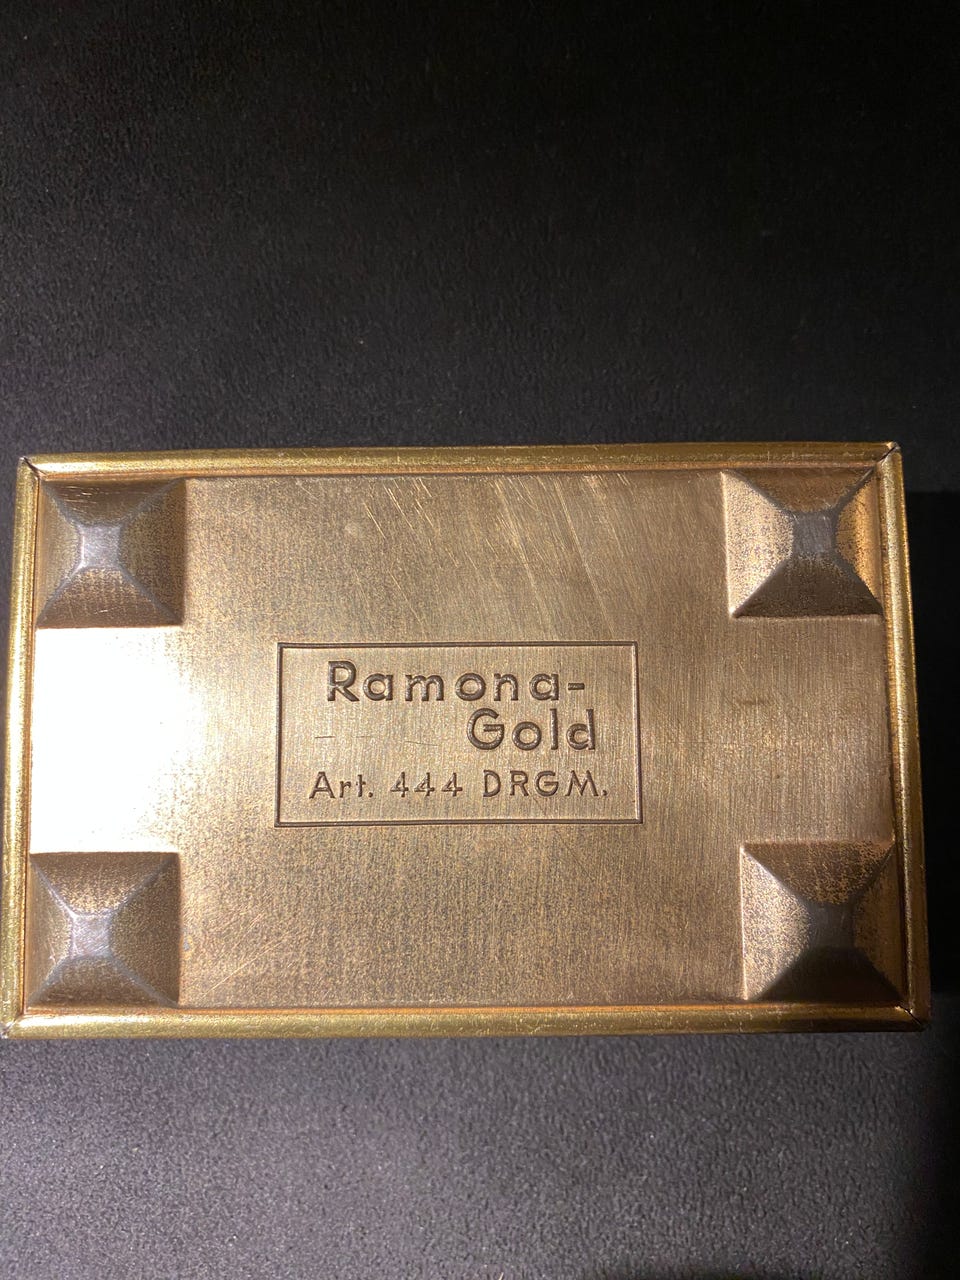 Ramona-
Gold
Art. 444 DRGM.